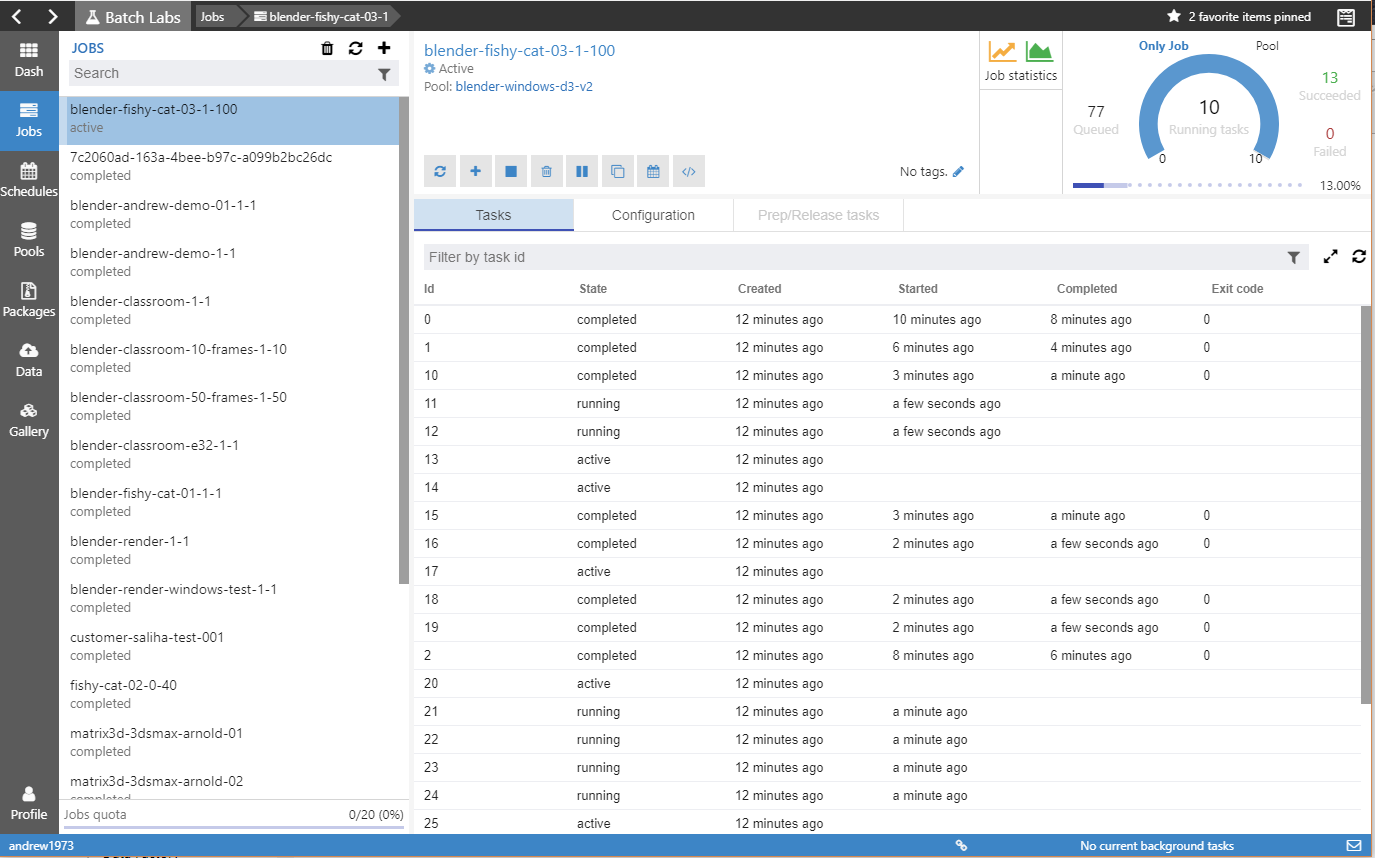 Batch Labs Jobs blender-fishy-cat-03-1 2 favorite items pinned
Dash
Jobs
Schedules
Pools
Packages
Data
Gallery
Profile
JOBS
Search
blender-fishy-cat-03-1-100
active
7c2060ad-163a-4bee-b97c-a099b2bc26dc
completed
blender-andrew-demo-01-1-1
completed
blender-andrew-demo-1-1
completed
blender-classroom-1-1
completed
blender-classroom-10-frames-1-10
completed
blender-classroom-50-frames-1-50
completed
blender-classroom-e32-1-1
completed
blender-fishy-cat-01-1-1
completed
blender-render-1-1
completed
blender-render-windows-test-1-1
completed
customer-saliha-test-001
completed
fishy-cat-02-0-40
completed
matrix3d-3dsmax-arnold-01
completed
matrix3d-3dsmax-arnold-02
completed
Jobs quota 0/20 (0%)
blender-fishy-cat-03-1-100
Active
Pool: blender-windows-d3-v2
No tags.
Job statistics
Only Job Pool
77
Queued
10
Running tasks
0 10
13
Succeeded
0
Failed
13.00%
Tasks Configuration Prep/Release tasks
Filter by task id
Id State Created Started Completed Exit code
0 completed 12 minutes ago 10 minutes ago 8 minutes ago 0
1 completed 12 minutes ago 6 minutes ago 4 minutes ago 0
10 completed 12 minutes ago 3 minutes ago a minute ago 0
11 running 12 minutes ago a few seconds ago
12 running 12 minutes ago a few seconds ago
13 active 12 minutes ago
14 active 12 minutes ago
15 completed 12 minutes ago 3 minutes ago a minute ago 0
16 completed 12 minutes ago 2 minutes ago a few seconds ago 0
17 active 12 minutes ago
18 completed 12 minutes ago 2 minutes ago a few seconds ago 0
19 completed 12 minutes ago 2 minutes ago a few seconds ago 0
2 completed 12 minutes ago 8 minutes ago 6 minutes ago 0
20 active 12 minutes ago
21 running 12 minutes ago a minute ago
22 running 12 minutes ago a minute ago
23 running 12 minutes ago a minute ago
24 running 12 minutes ago a minute ago
25 active 12 minutes ago
andrew1973 No current background tasks